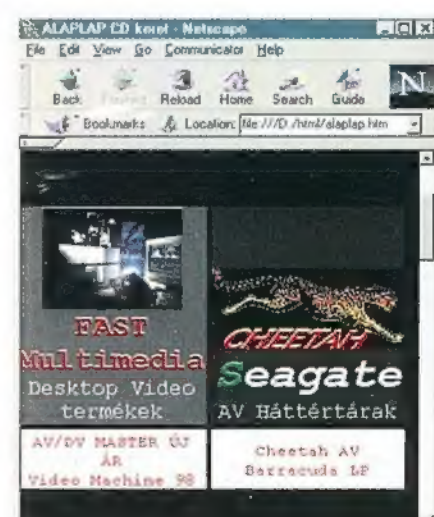 ALAPLAP CD keret - Netscape
File Edit View Go Communicator Help
Back Forward Reload Home Search Guide
N
Bookmarks Location: file:///D:/html/alaplap.htm
FAST
Multimedia
Desktop Video
termékek
CHEETAH
Seagate
AV Háttértárak
AV/DV MASTER ÚJ
ÁR
Video Machine 98
Cheetah AV
Barracuda LP